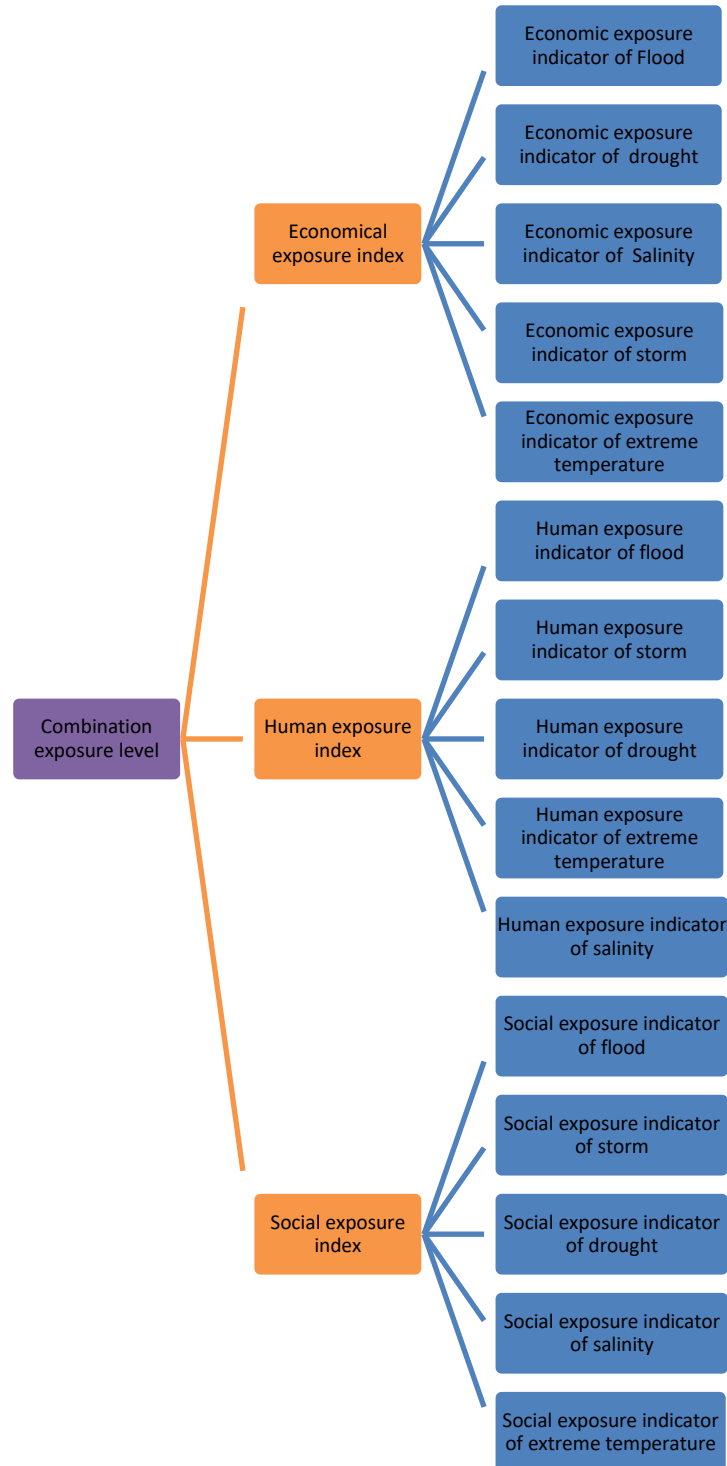 Economic exposure
indicator of Flood
Economic exposure
indicator of  drought
Economical
exposure index
Economic exposure
indicator of  Salinity
Economic exposure
indicator of storm
Economic exposure
indicator of extreme
temperature
Human exposure
indicator of flood
Human exposure
indicator of storm
Combination
exposure level
Human exposure
index
Human exposure
indicator of drought
Human exposure
indicator of extreme
temperature
Human exposure indicator
of salinity
Social exposure indicator
of flood
Social exposure indicator
of storm
Social exposure
index
Social exposure indicator
of drought
Social exposure indicator
of salinity
Social exposure indicator
of extreme temperature